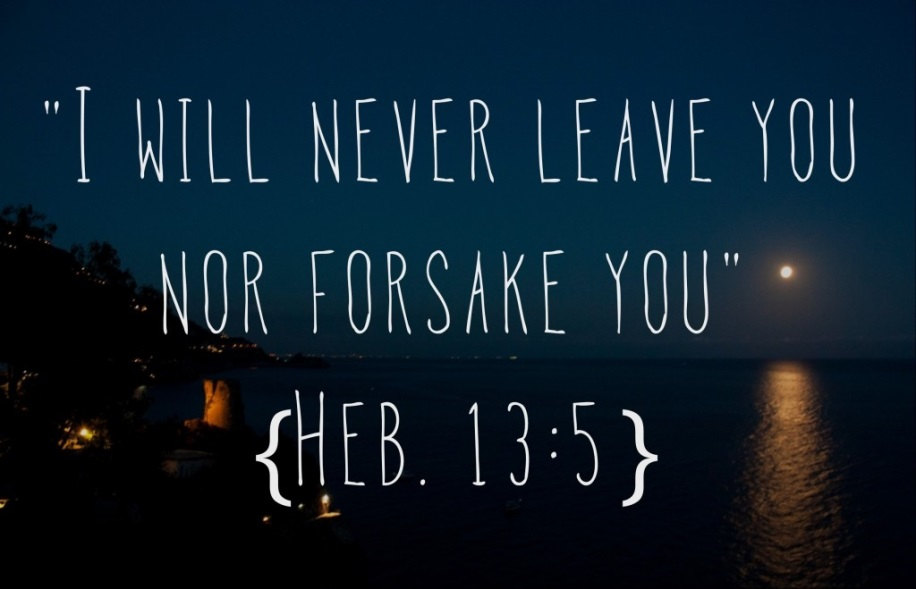 "I WILL NEVER LEAVE YOU
NOR FORSAKE YOU"
{HEB. 13:5}